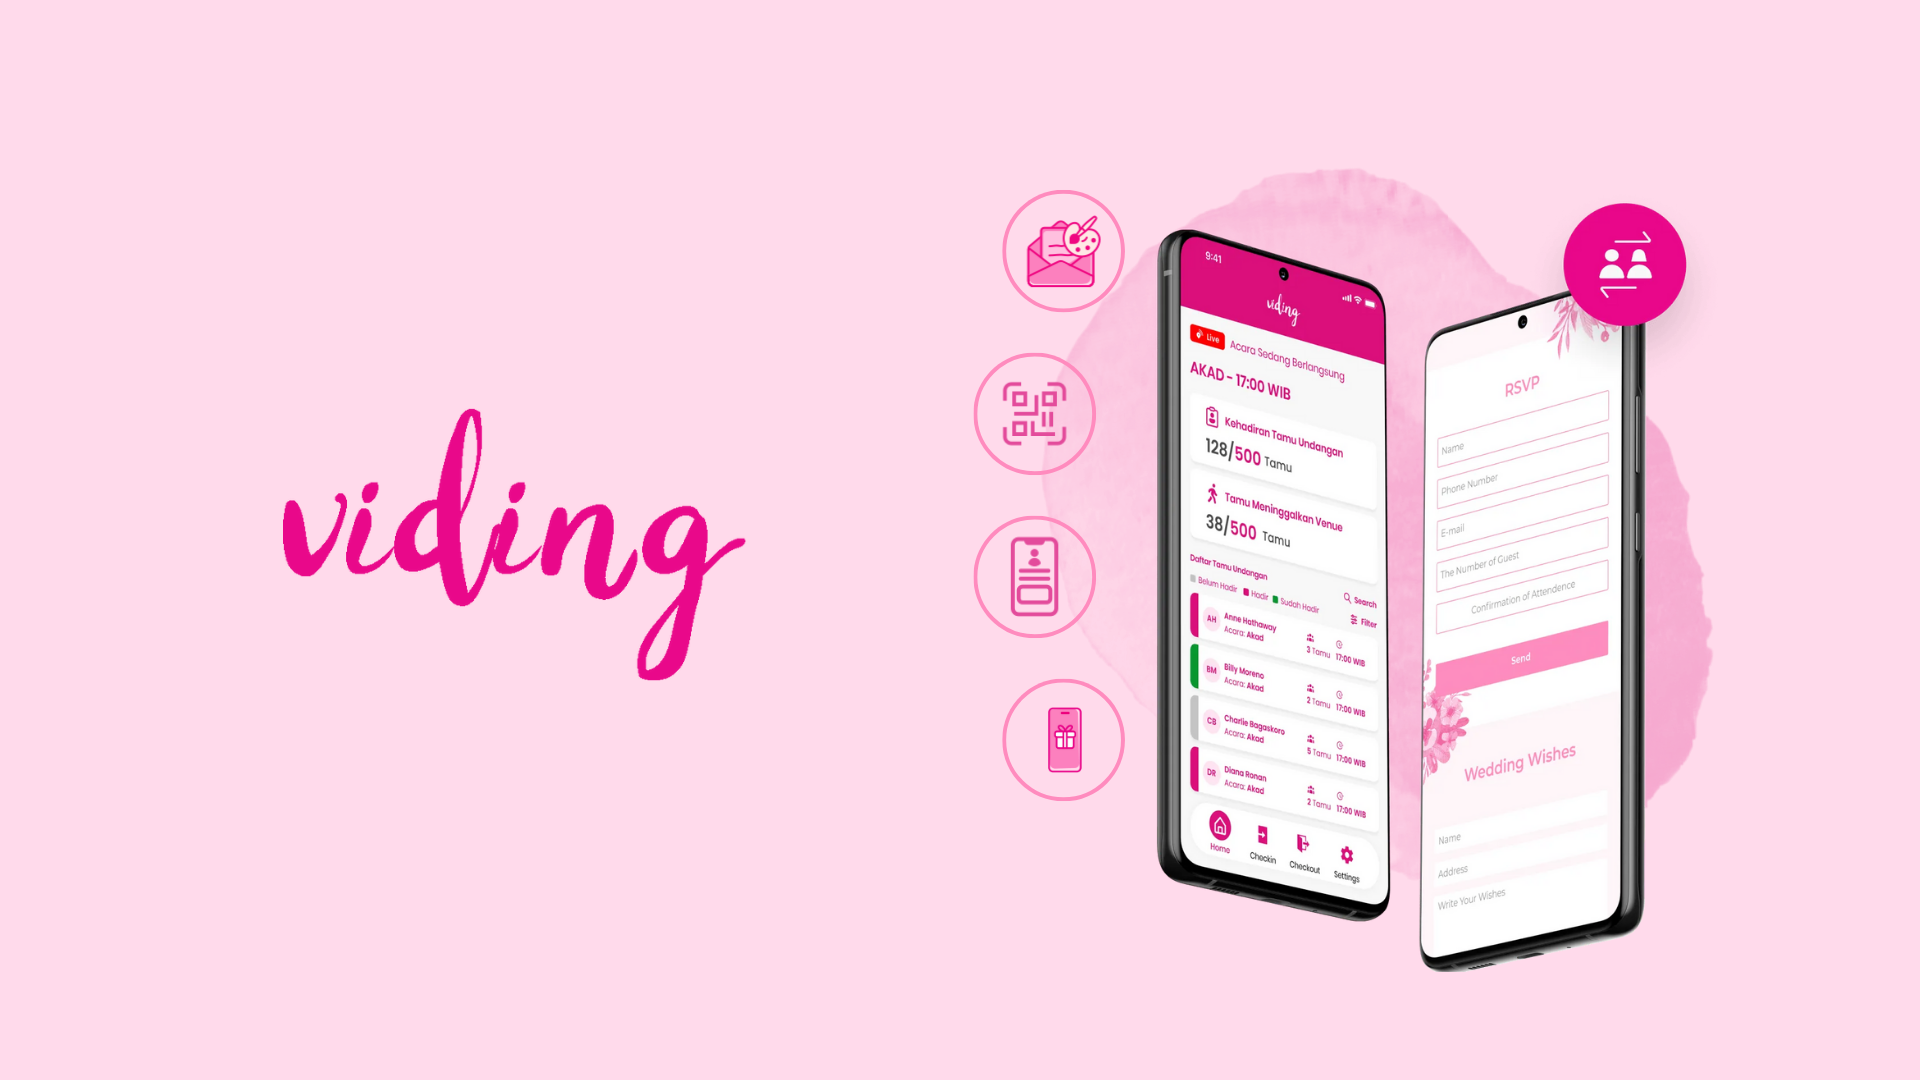 viding
9:41
viding
Live
Acara Sedang Berlangsung
AKAD - 17:00 WIB
Kehadiran Tamu Undangan
128/500 Tamu
Tamu Meninggalkan Venue
38/500 Tamu
Daftar Tamu Undangan
Belum Hadir Hadir Sudah Hadir
Search
Filter
AH
Anne Hathaway
Acara: Akad
3 Tamu 17:00 WIB
BM
Billy Moreno
Acara: Akad
2 Tamu 17:00 WIB
CB
Charlie Bagaskoro
Acara: Akad
5 Tamu 17:00 WIB
DR
Diana Ronan
Acara: Akad
2 Tamu 17:00 WIB
Home
Checkin
Checkout
Settings
RSVP
Name
Phone Number
E-mail
The Number of Guest
Confirmation of Attendence
Send
Wedding Wishes
Name
Address
Write Your Wishes